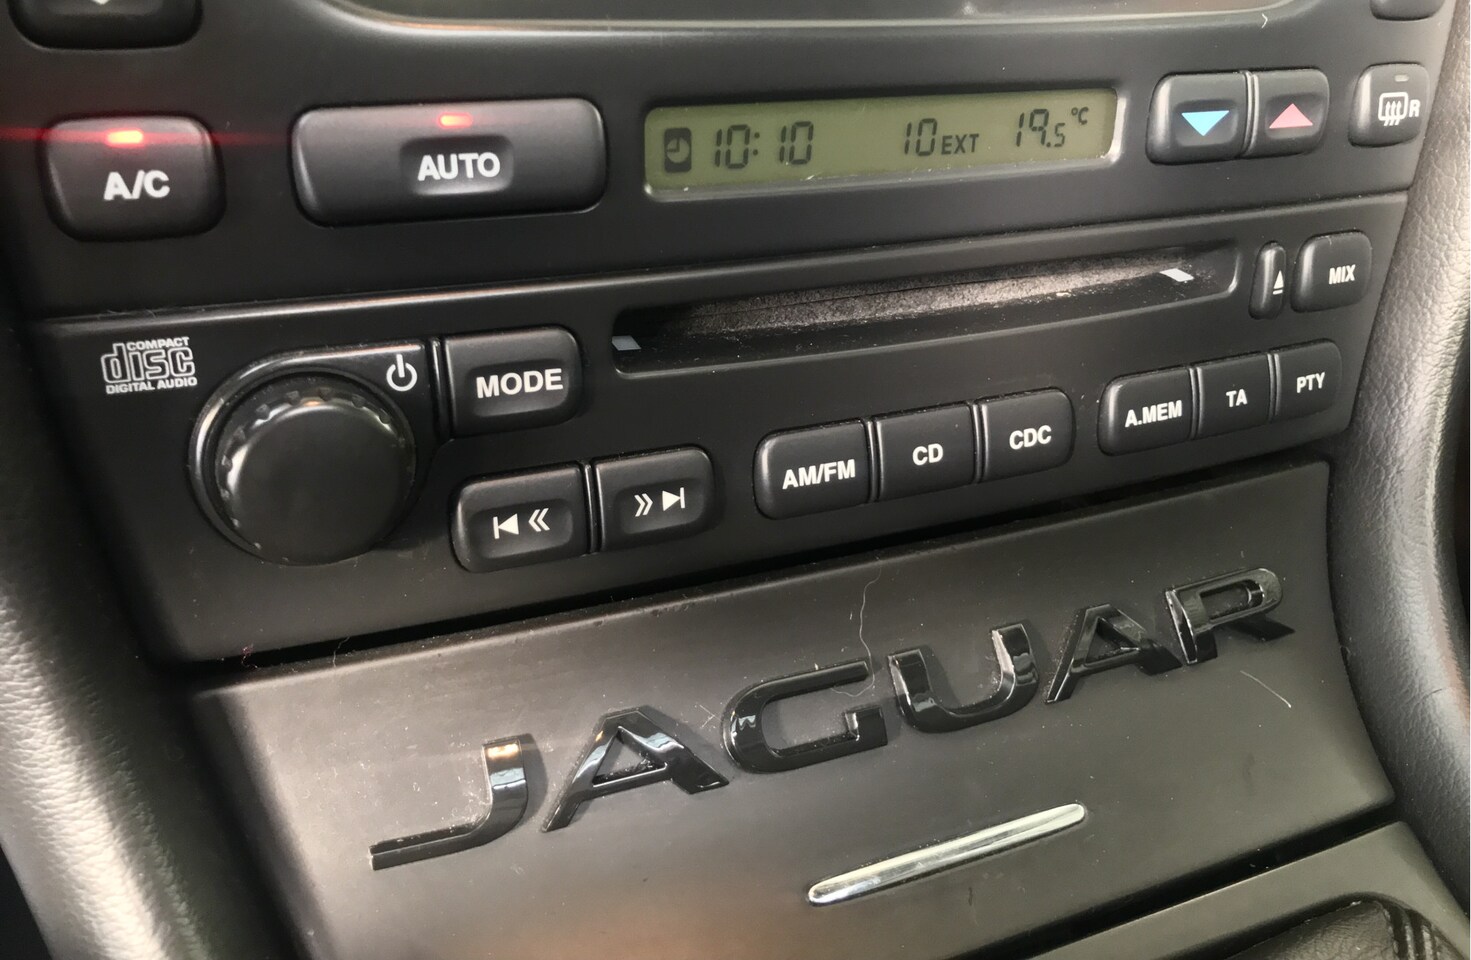 A/C
AUTO
10:10 10EXT 19.5°C
R
MIX
COMPACT
disc
DIGITAL AUDIO
MODE
AM/FM
CD
CDC
A.MEM
TA
PTY
JAGUAR